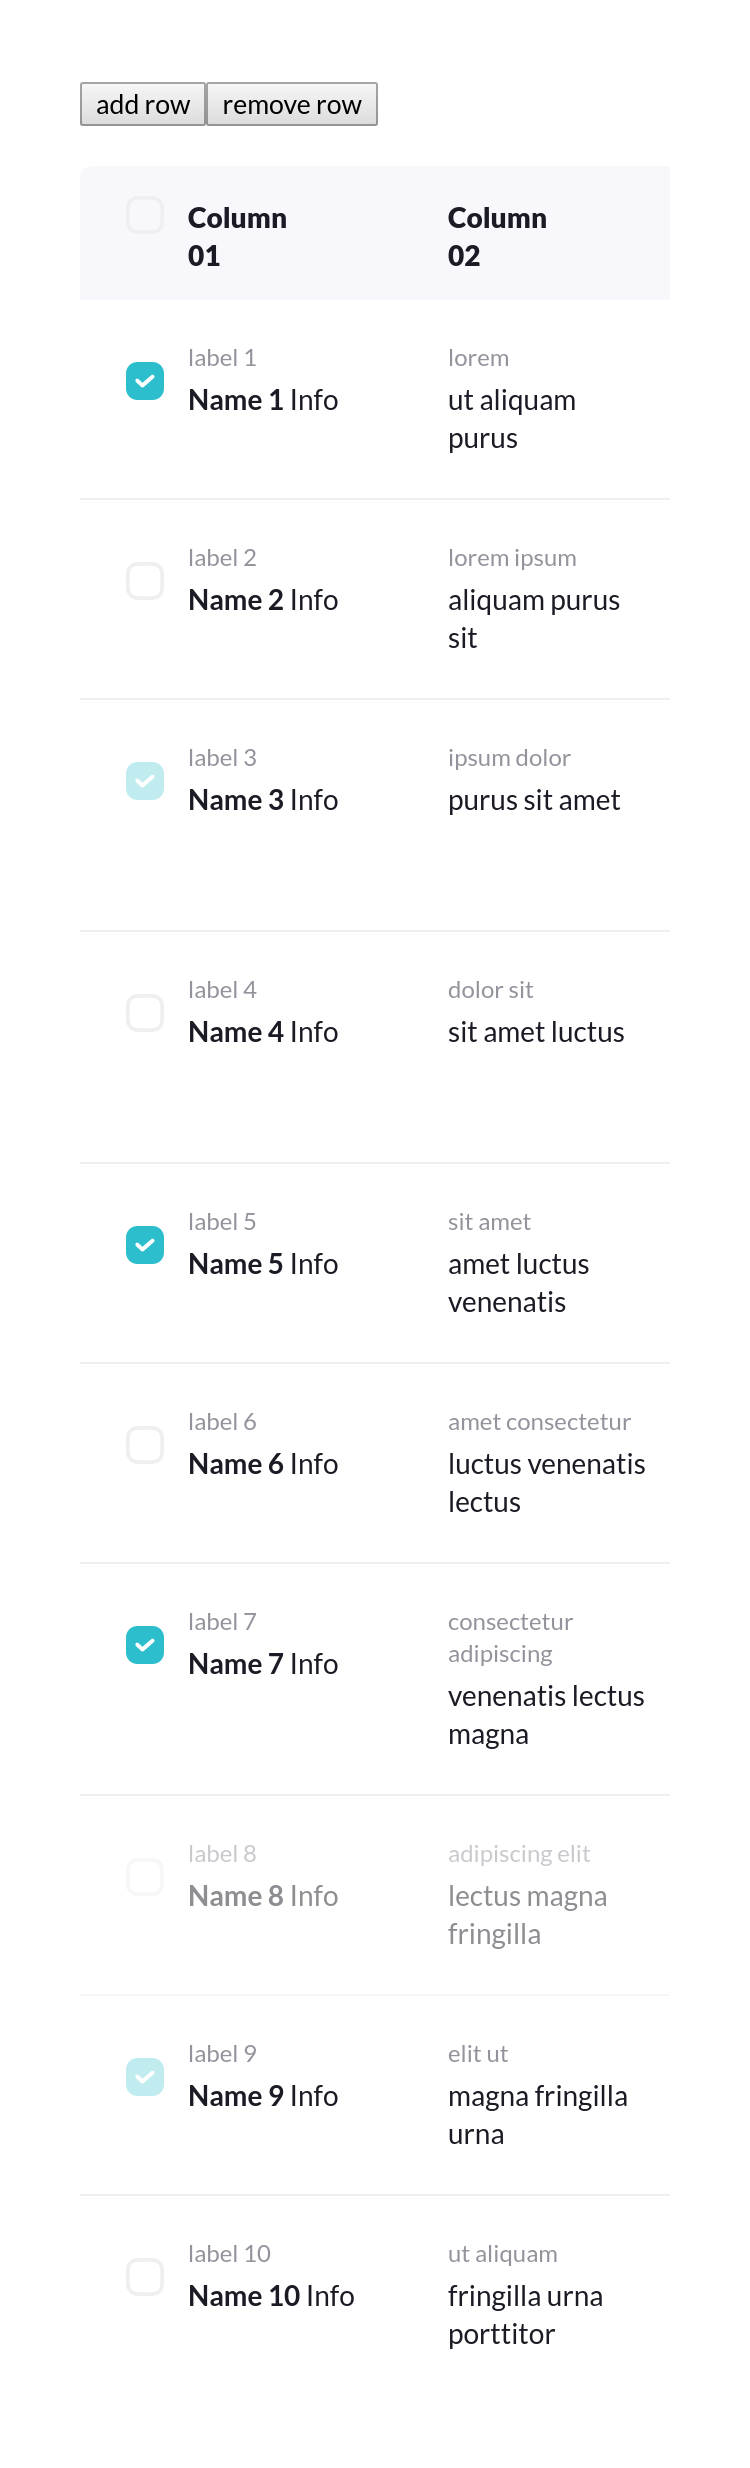 add row remove row
Column Column
01 02
label 1 lorem
Name 1 Info ut aliquam
purus
label 2 lorem ipsum
Name 2 Info aliquam purus
sit
label 3 ipsum dolor
Name 3 Info purus sit amet
label 4 dolor sit
Name 4 Info sit amet luctus
label 5 sit amet
Name 5 Info amet luctus
venenatis
label 6 amet consectetur
Name 6 Info luctus venenatis
lectus
label 7 consectetur
adipiscing
Name 7 Info venenatis lectus
magna
label 8 adipiscing elit
Name 8 Info lectus magna
fringilla
label 9 elit ut
Name 9 Info magna fringilla
urna
label 10 ut aliquam
Name 10 Info fringilla urna
porttitor